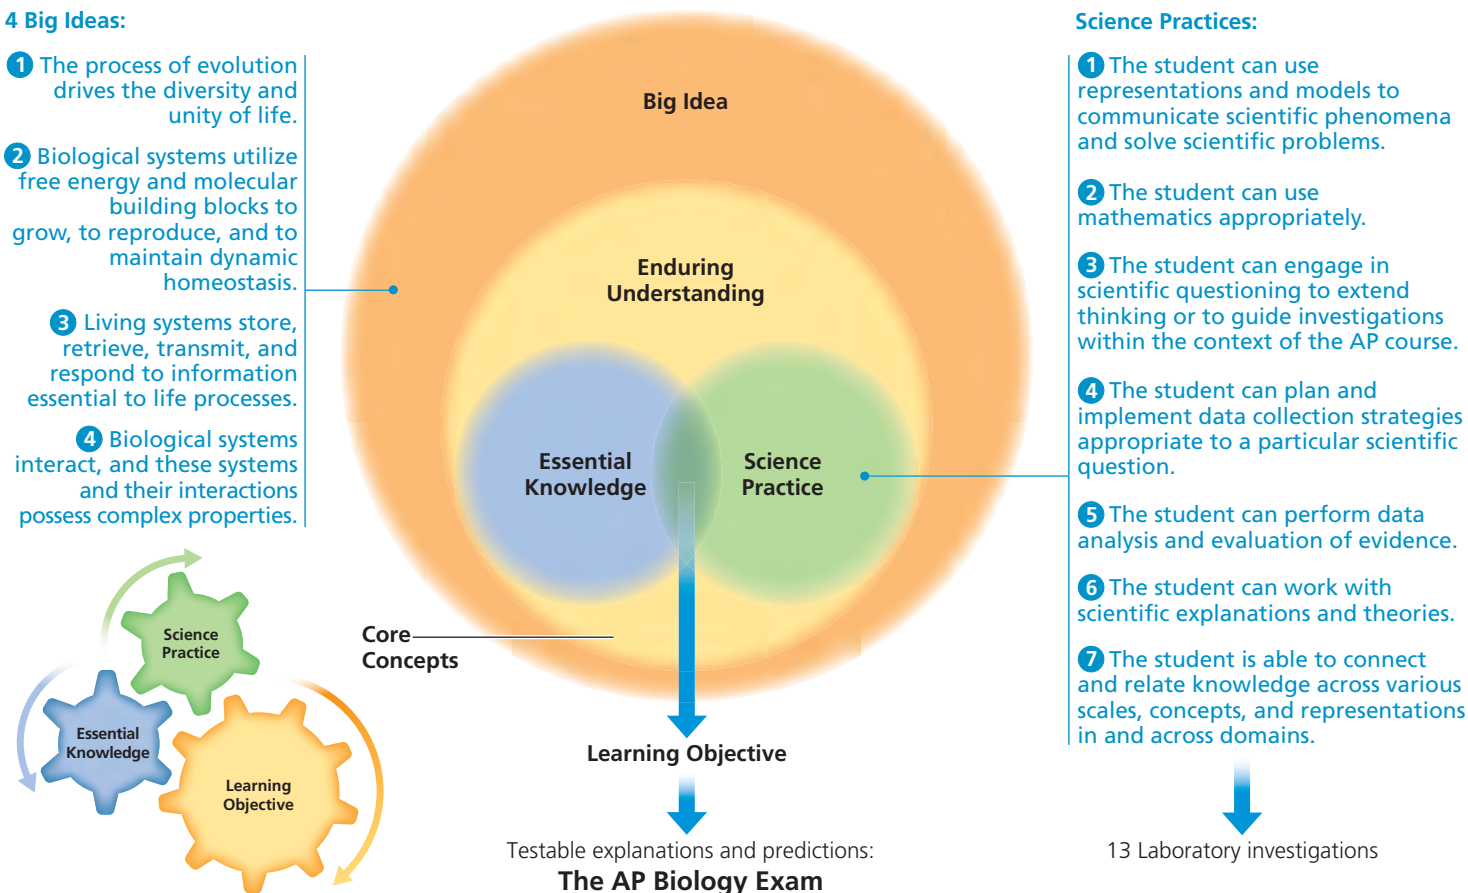 4 Big Ideas:
1 The process of evolution
drives the diversity and
unity of life.
2 Biological systems utilize
free energy and molecular
building blocks to
grow, to reproduce, and to
maintain dynamic
homeostasis.
3 Living systems store,
retrieve, transmit, and
respond to information
essential to life processes.
4 Biological systems
interact, and these systems
and their interactions
possess complex properties.
Science
Practice
Essential
Knowledge
Learning
Objective
Big Idea
Enduring
Understanding
Essential
Knowledge
Science
Practice
Core
Concepts
Learning Objective
Testable explanations and predictions:
The AP Biology Exam
Science Practices:
1 The student can use
representations and models to
communicate scientific phenomena
and solve scientific problems.
2 The student can use
mathematics appropriately.
3 The student can engage in
scientific questioning to extend
thinking or to guide investigations
within the context of the AP course.
4 The student can plan and
implement data collection strategies
appropriate to a particular scientific
question.
5 The student can perform data
analysis and evaluation of evidence.
6 The student can work with
scientific explanations and theories.
7 The student is able to connect
and relate knowledge across various
scales, concepts, and representations
in and across domains.
13 Laboratory investigations